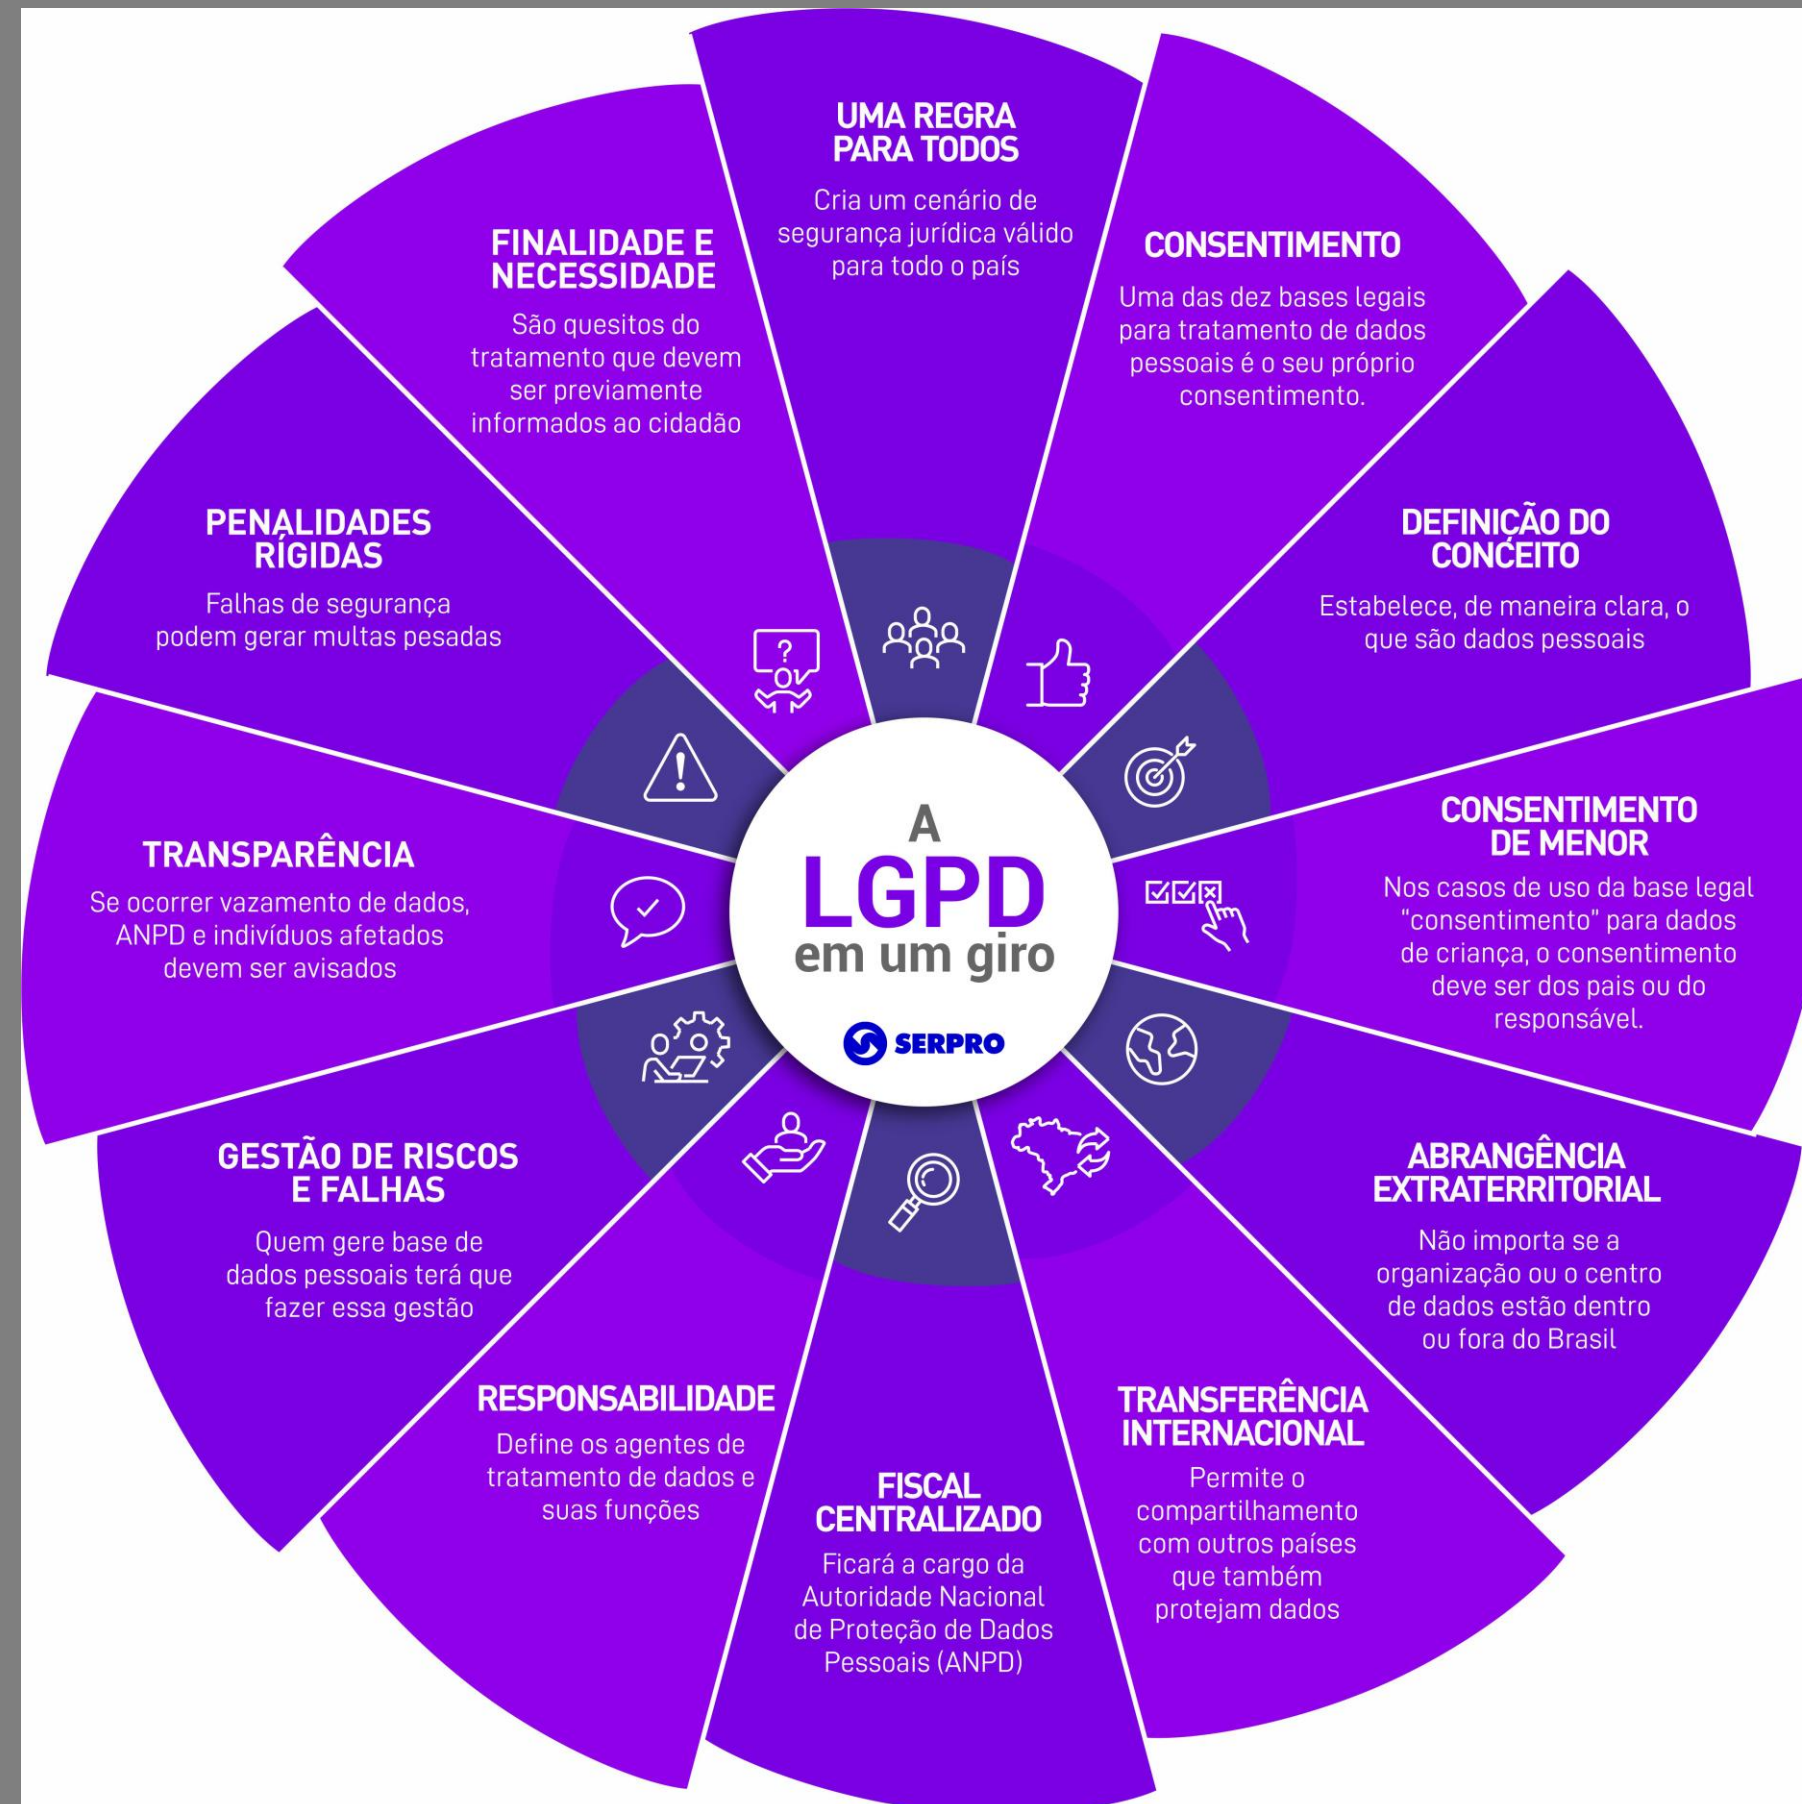 A
LGPD
em um giro
SERPRO
UMA REGRA
PARA TODOS
Cria um cenário de
segurança jurídica válido
para todo o país
CONSENTIMENTO
Uma das dez bases legais
para tratamento de dados
pessoais é o seu próprio
consentimento.
DEFINIÇÃO DO
CONCEITO
Estabelece, de maneira clara, o
que são dados pessoais
CONSENTIMENTO
DE MENOR
Nos casos de uso da base legal
“consentimento” para dados
de criança, o consentimento
deve ser dos pais ou do
responsável.
ABRANGÊNCIA
EXTRATERRITORIAL
Não importa se a
organização ou o centro
de dados estão dentro
ou fora do Brasil
TRANSFERÊNCIA
INTERNACIONAL
Permite o
compartilhamento
com outros países
que também
protejam dados
FISCAL
CENTRALIZADO
Ficará a cargo da
Autoridade Nacional
de Proteção de Dados
Pessoais (ANPD)
RESPONSABILIDADE
Define os agentes de
tratamento de dados e
suas funções
GESTÃO DE RISCOS
E FALHAS
Quem gere base de
dados pessoais terá que
fazer essa gestão
TRANSPARÊNCIA
Se ocorrer vazamento de dados,
ANPD e indivíduos afetados
devem ser avisados
PENALIDADES
RÍGIDAS
Falhas de segurança
podem gerar multas pesadas
FINALIDADE E
NECESSIDADE
São quesitos do
tratamento que devem
ser previamente
informados ao cidadão